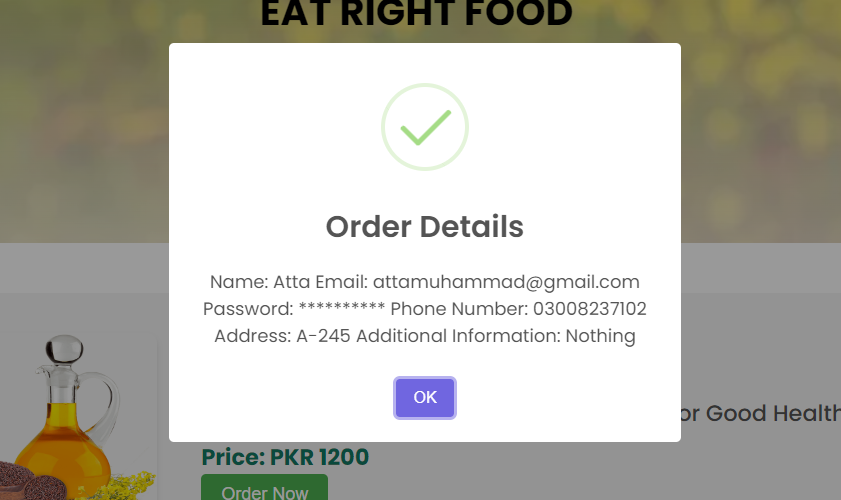 EAT RIGHT FOOD
Order Details
Name: Atta Email: attamuhammad@gmail.com
Password: ********** Phone Number: 03008237102
Address: A-245 Additional Information: Nothing
OK
or Good Health
Price: PKR 1200
Order Now